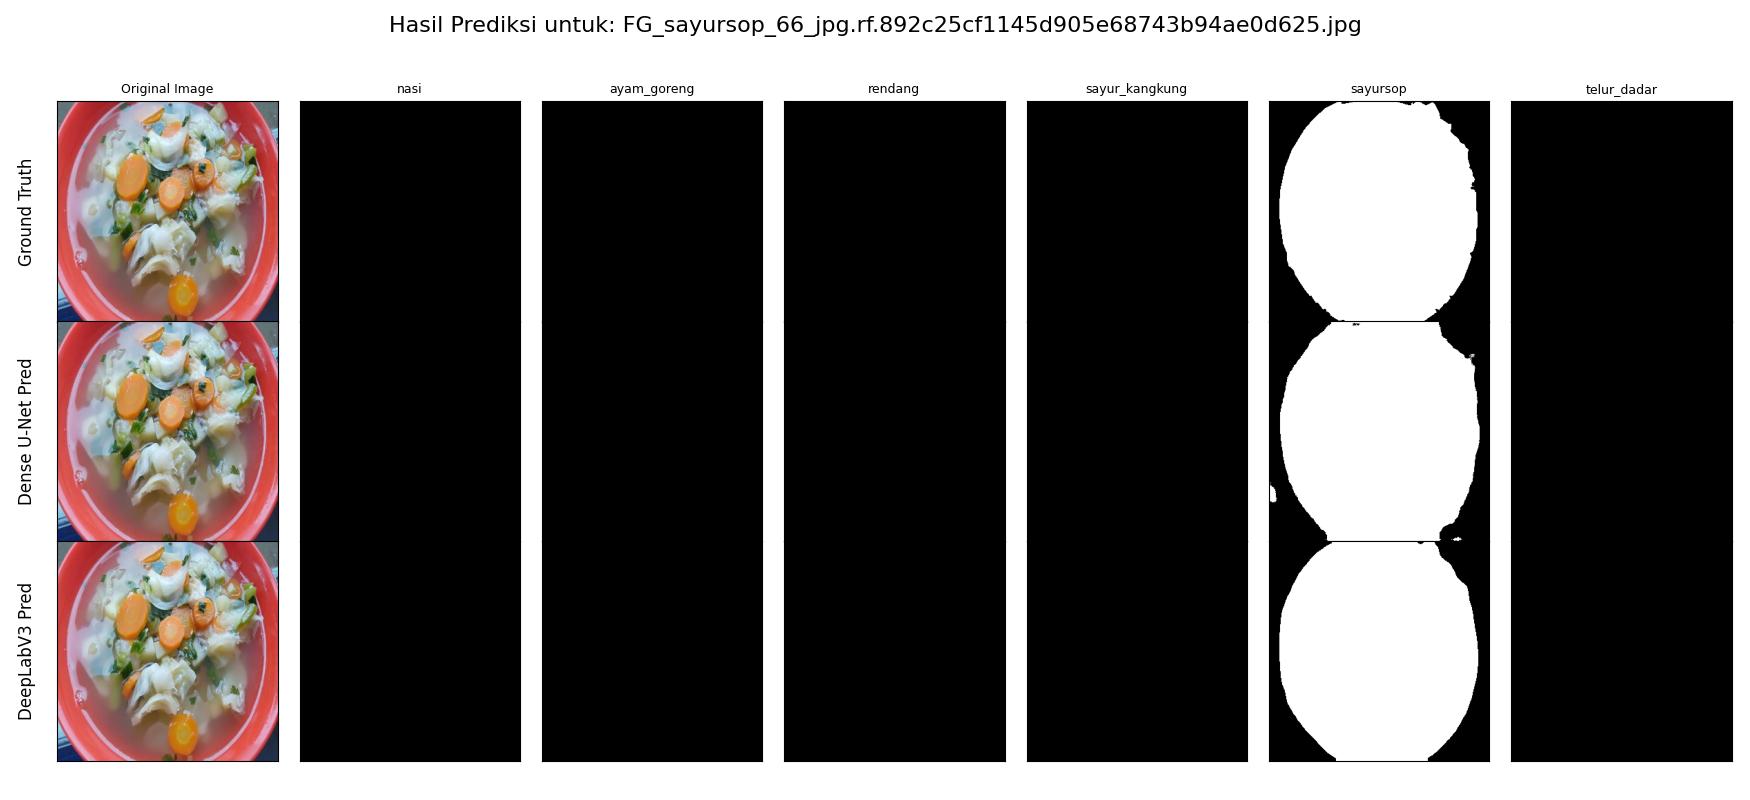 Hasil Prediksi untuk: FG_sayursop_66_jpg.rf.892c25cf1145d905e68743b94ae0d625.jpg
Original Image
nasi
ayam_goreng
rendang
sayur_kangkung
sayursop
telur_dadar
Ground Truth
Dense U-Net Pred
DeepLabV3 Pred